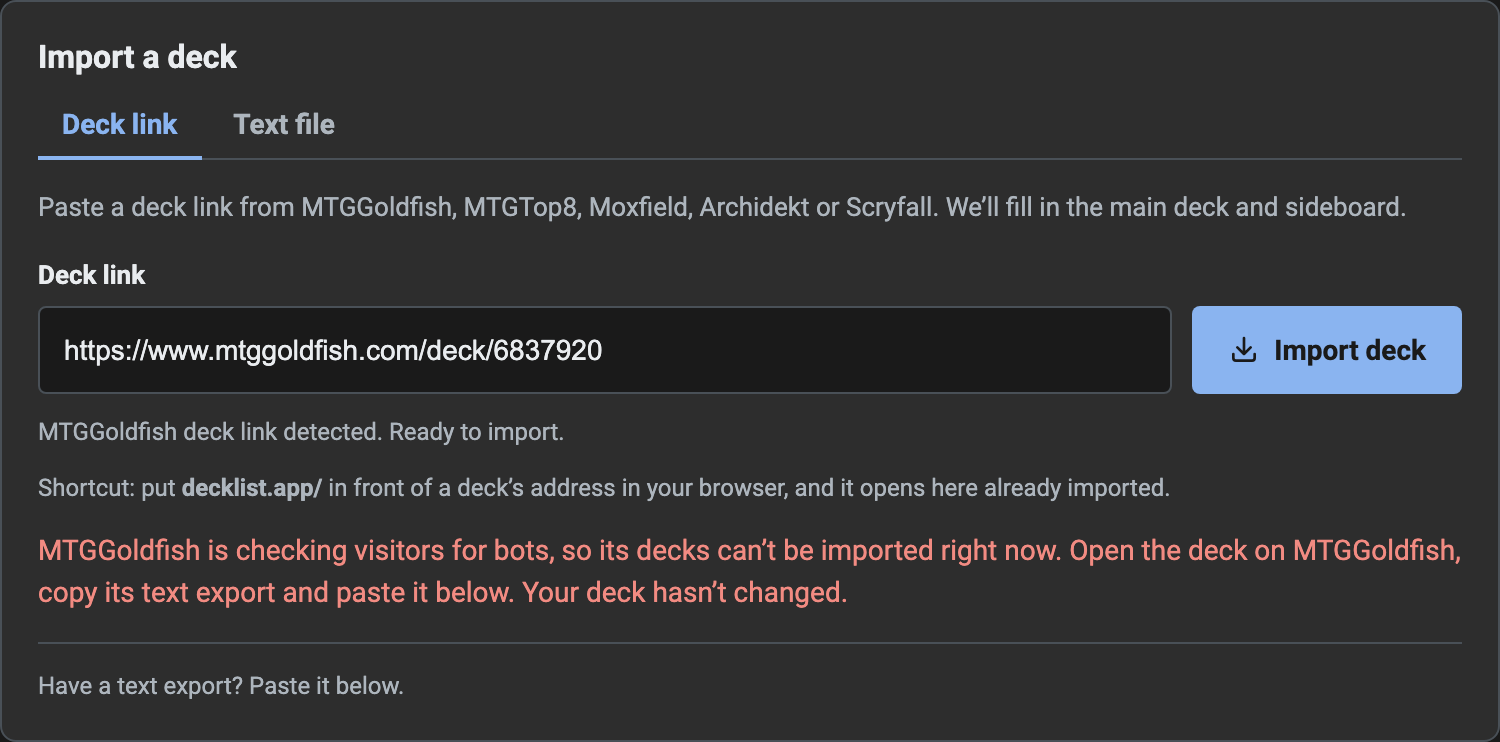 Import a deck
Deck link
Text file
Paste a deck link from MTGGoldfish, MTGTop8, Moxfield, Archidekt or Scryfall. We’ll fill in the main deck and sideboard.
Deck link
https://www.mtggoldfish.com/deck/6837920
Import deck
MTGGoldfish deck link detected. Ready to import.
Shortcut: put decklist.app/ in front of a deck’s address in your browser, and it opens here already imported.
MTGGoldfish is checking visitors for bots, so its decks can’t be imported right now. Open the deck on MTGGoldfish,
copy its text export and paste it below. Your deck hasn’t changed.
Have a text export? Paste it below.